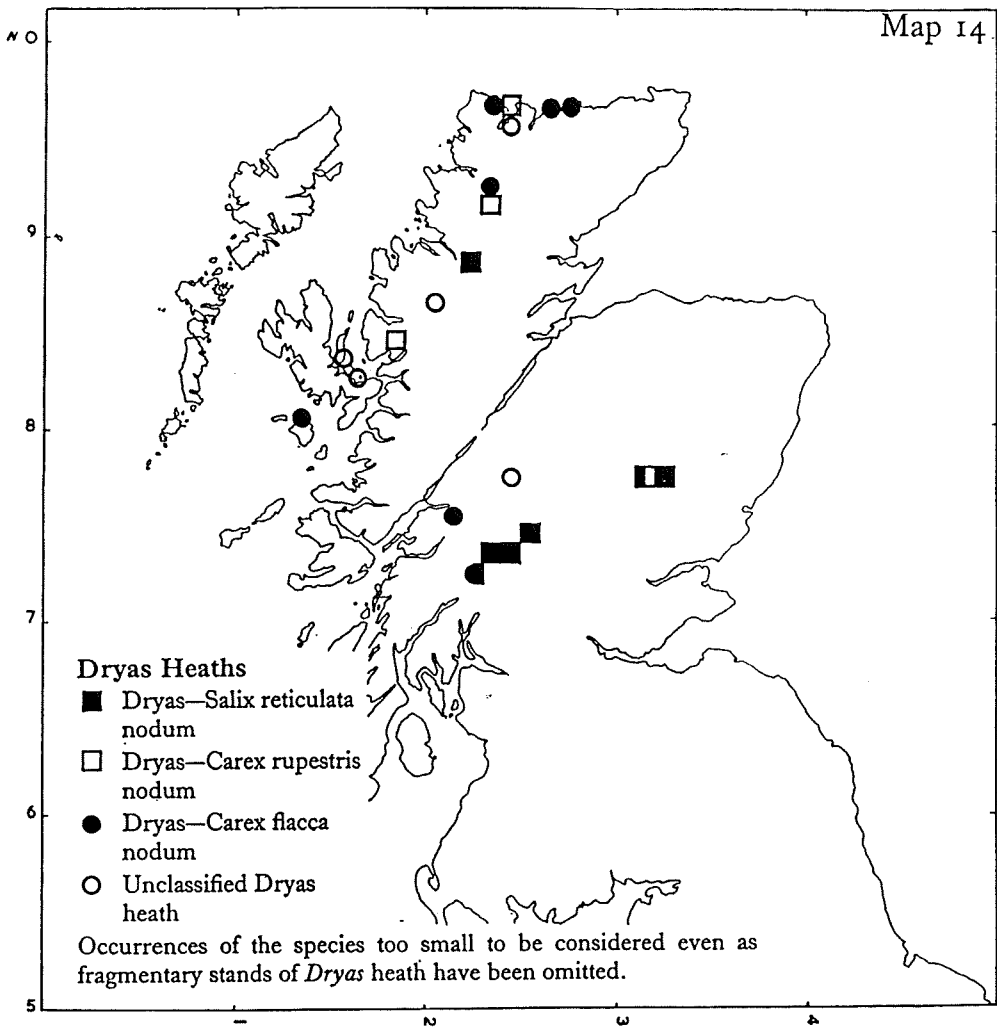 Map 14
N 0
9
8
7
6
5
1
2
3
4
Dryas Heaths
Dryas—Salix reticulata
nodum
Dryas—Carex rupestris
nodum
Dryas—Carex flacca
nodum
Unclassified Dryas
heath
Occurrences of the species too small to be considered even as
fragmentary stands of Dryas heath have been omitted.